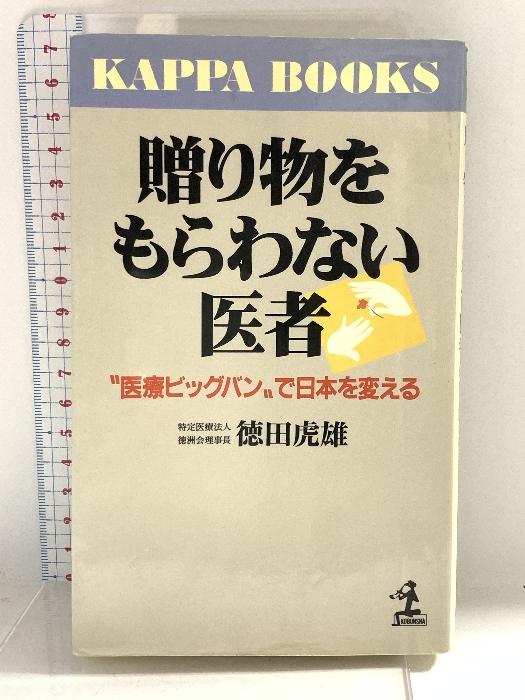 KAPPA BOOKS
贈り物を
もらわない
医者
〝医療ビッグバン〟で日本を変える
特定医療法人
徳洲会理事長
徳田虎雄
KOBUNSHA